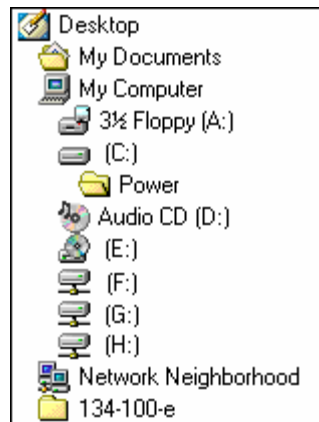 Desktop
My Documents
My Computer
3½ Floppy (A:)
(C:)
Power
Audio CD (D:)
(E:)
(F:)
(G:)
(H:)
Network Neighborhood
134-100-e